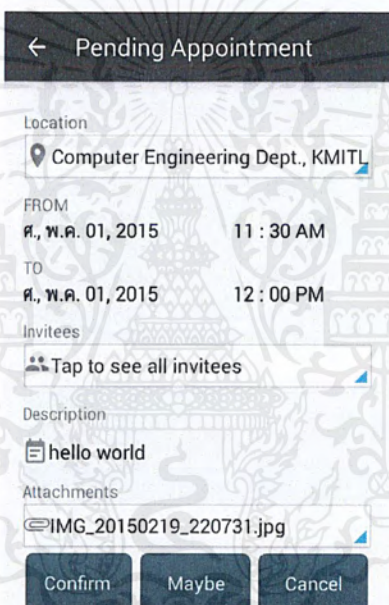 Pending Appointment
Location
Computer Engineering Dept., KMITL
FROM
ศ., พ.ค. 01, 2015 11 : 30 AM
TO
ศ., พ.ค. 01, 2015 12 : 00 PM
Invitees
Tap to see all invitees
Description
hello world
Attachments
IMG_20150219_220731.jpg
Confirm Maybe Cancel